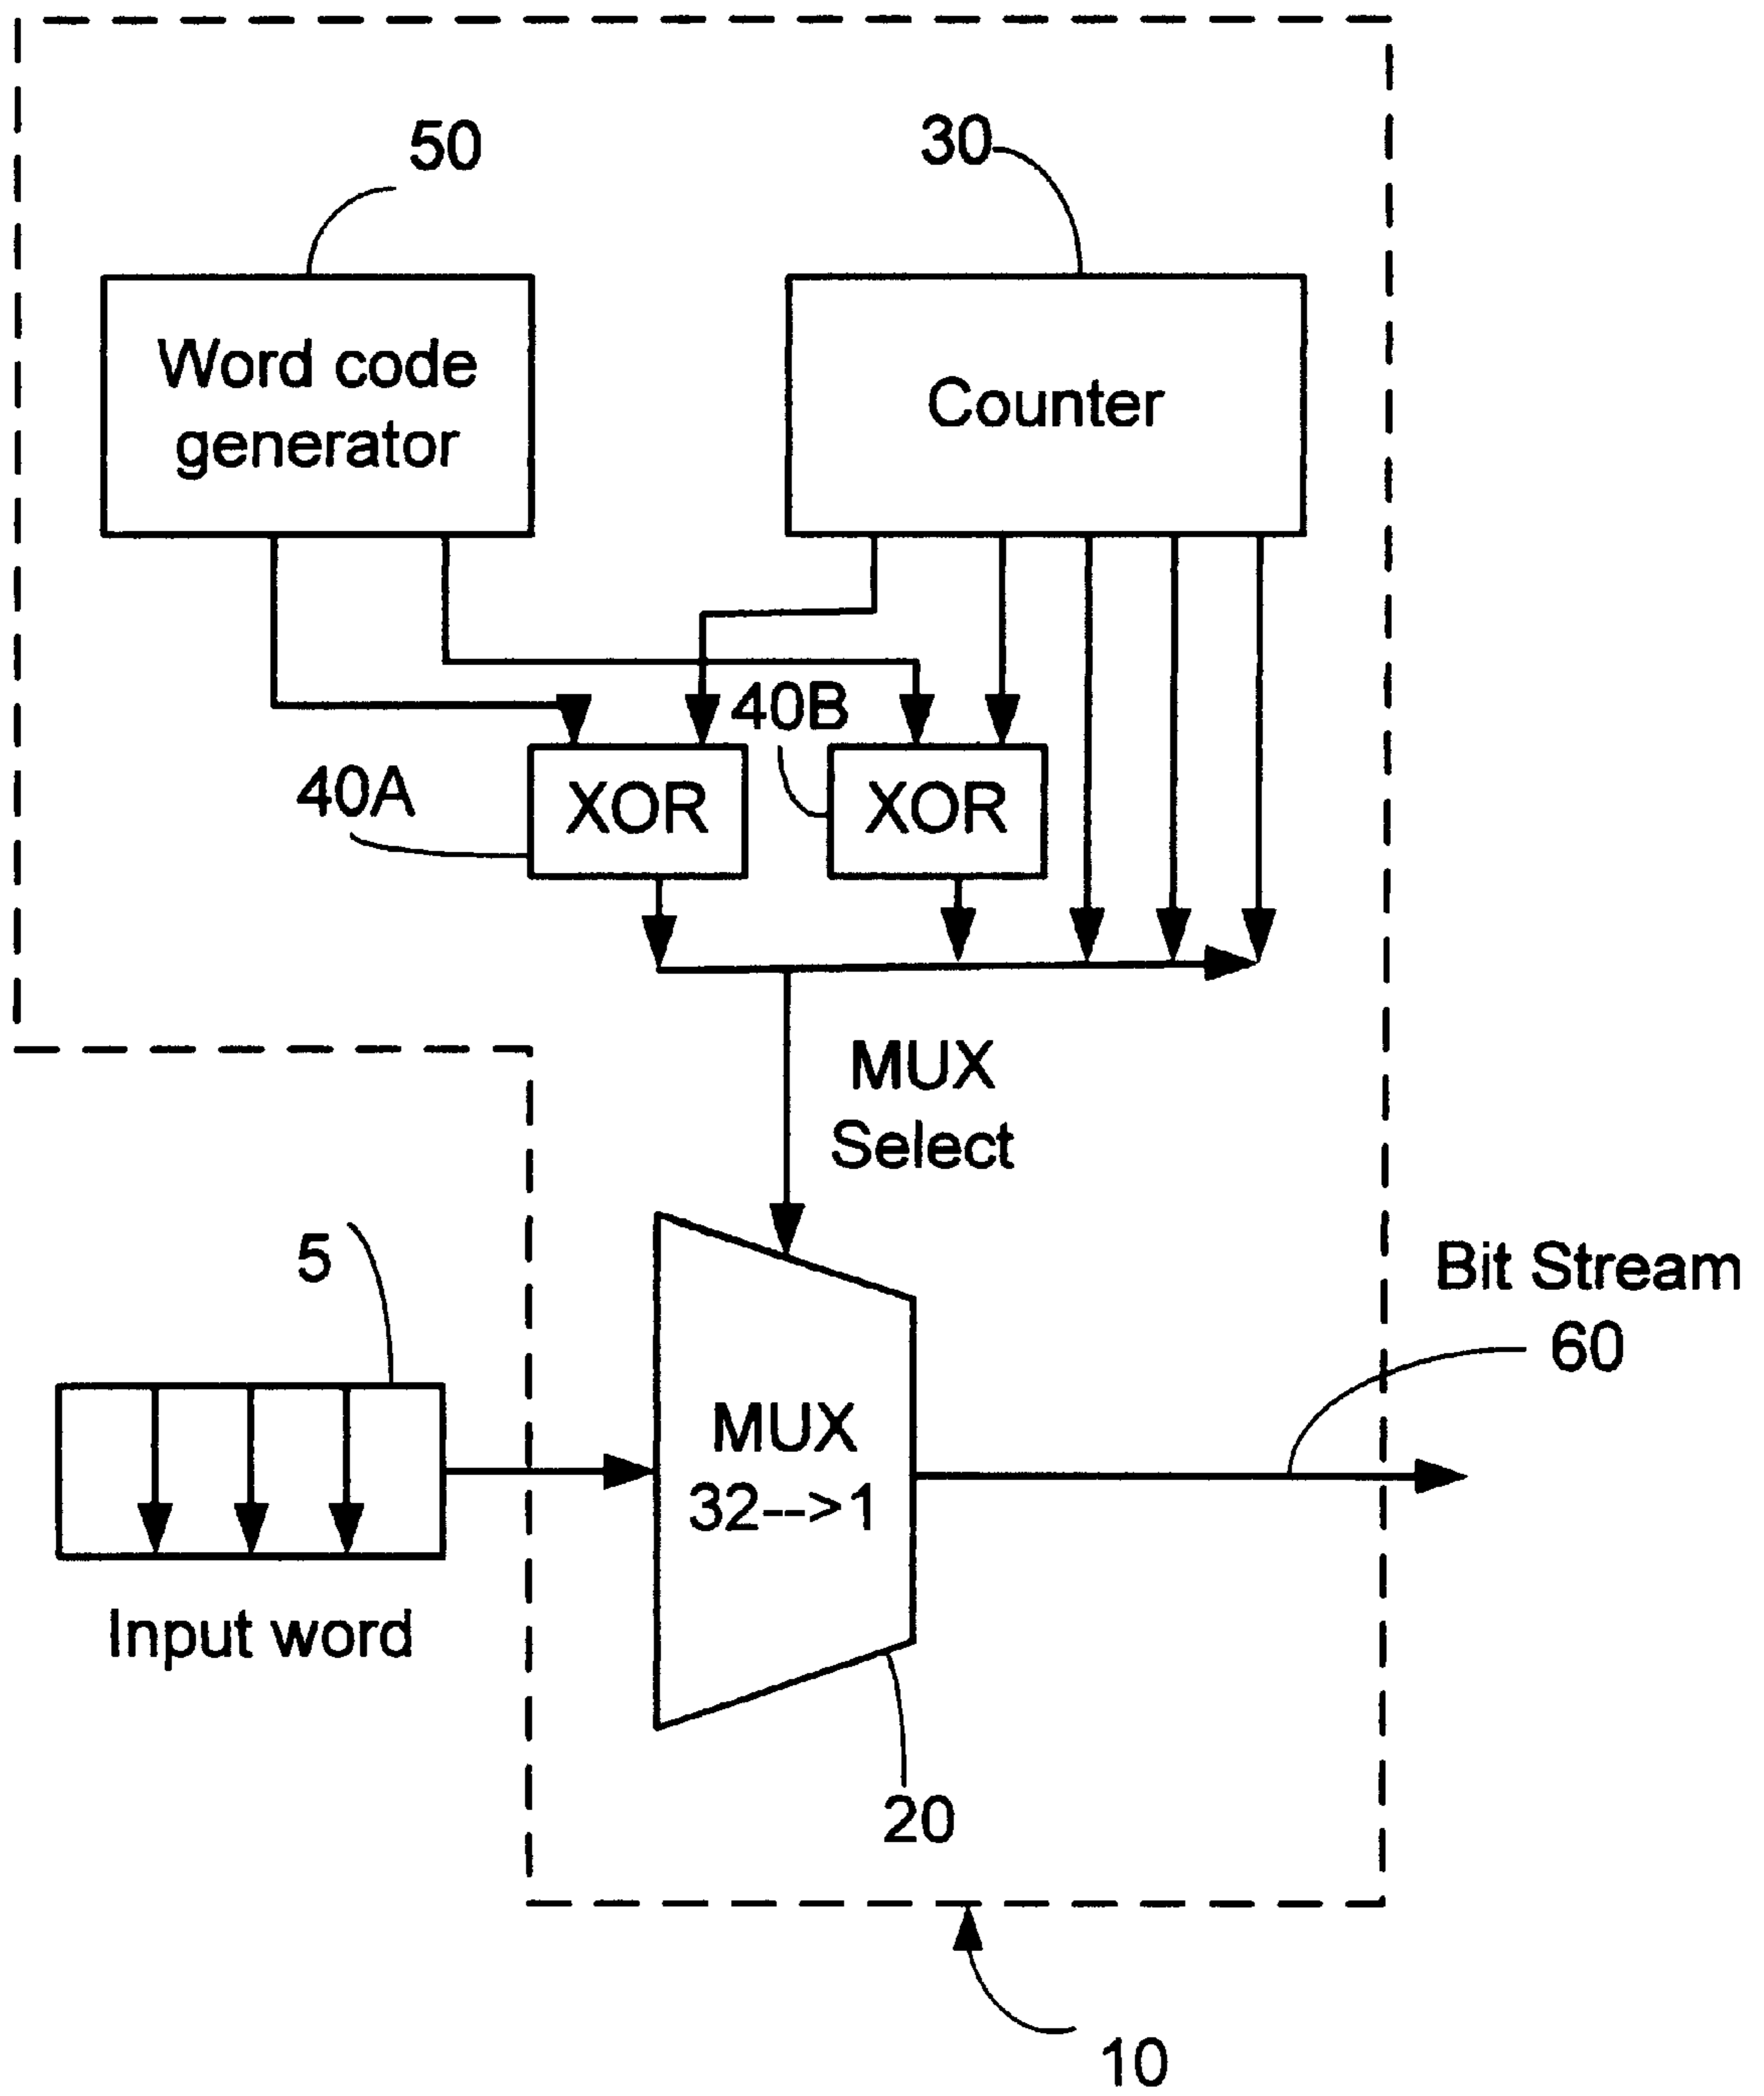 50
30
Word code
generator
Counter
40B
40A
XOR
XOR
MUX
Select
5
Bit Stream
60
MUX
32-->1
Input word
20
10